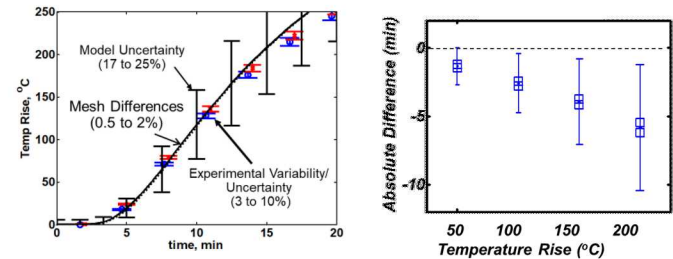 250
200
150
100
50
0
0
5
10
15
20
Temp Rise, °C
time, min
Model Uncertainty
(17 to 25%)
Mesh Differences
(0.5 to 2%)
Experimental Variability/
Uncertainty
(3 to 10%)
Absolute Difference (min)
0
-5
-10
50
100
150
200
Temperature Rise (°C)